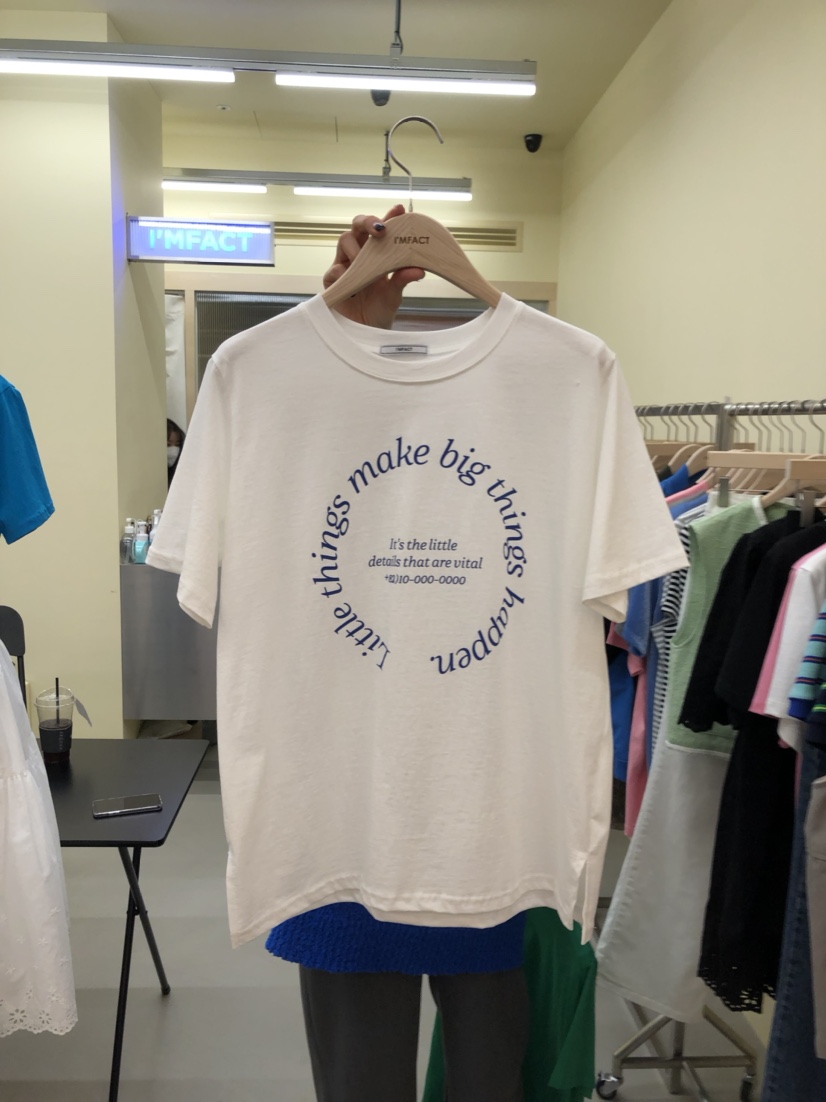 I'MFACT
I'MFACT
I'MFACT
Little things make big things happen.
It's the little
details that are vital
10-000-0000